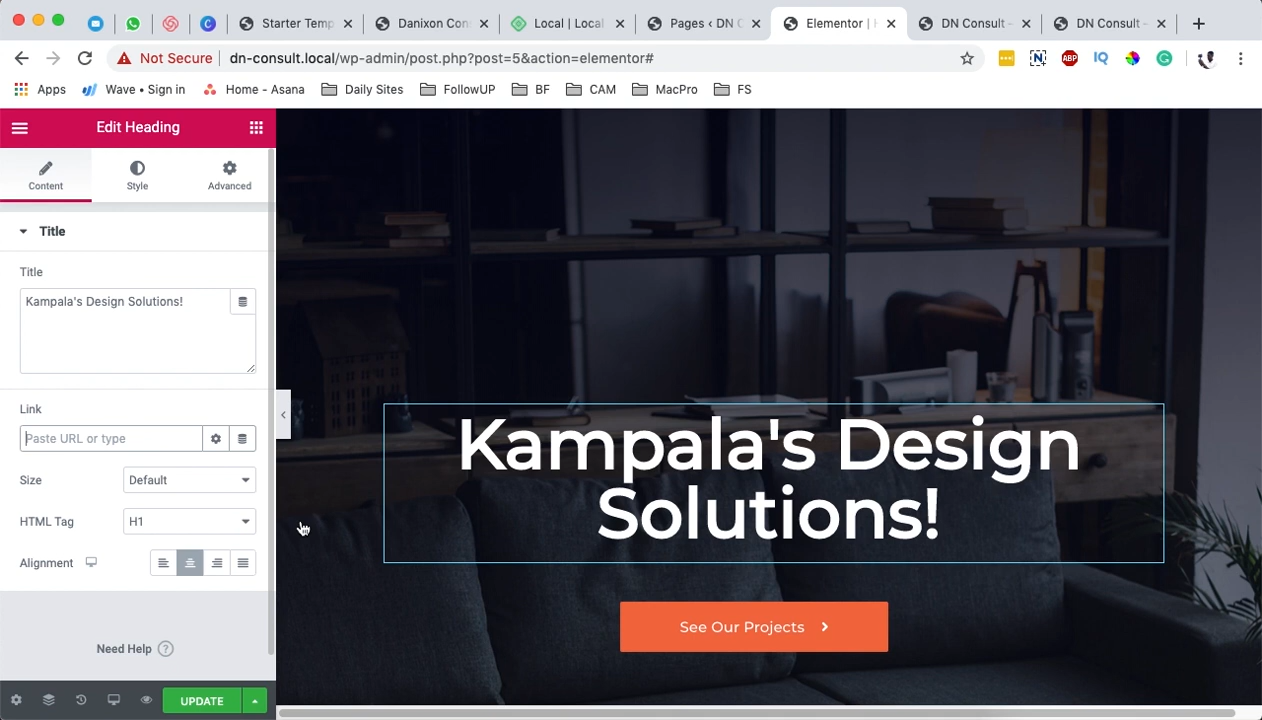 Starter Temp
Danixon Con
Local | Local
Pages ‹ DN C
Elementor |
DN Consult –
DN Consult –
Not Secure
dn-consult.local/wp-admin/post.php?post=5&action=elementor#
Apps
Wave • Sign in
Home - Asana
Daily Sites
FollowUP
BF
CAM
MacPro
FS
Edit Heading
Content
Style
Advanced
Title
Title
Kampala's Design Solutions!
Link
Paste URL or type
Size
Default
HTML Tag
H1
Alignment
Need Help
UPDATE
Kampala's Design
Solutions!
See Our Projects